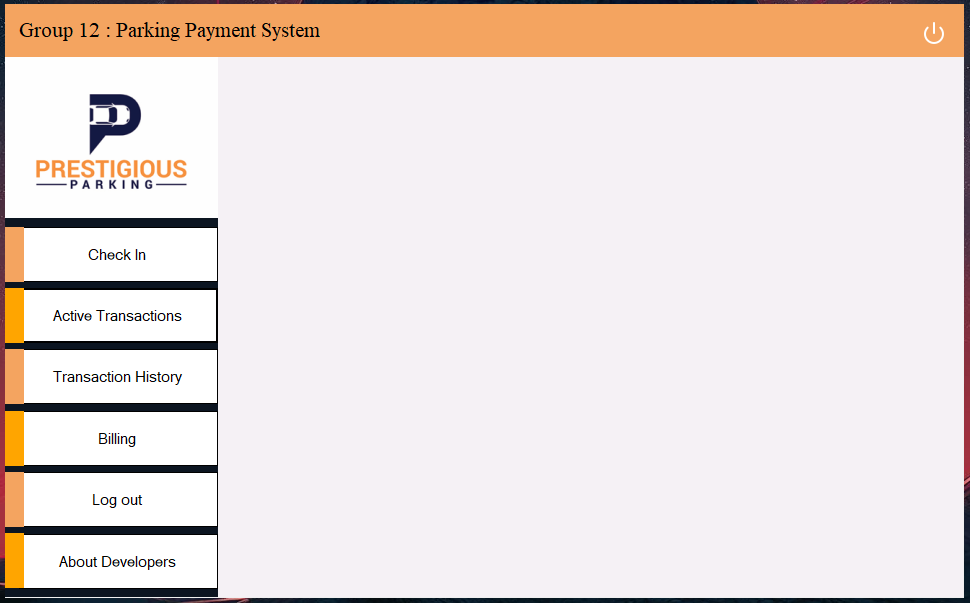 Group 12 : Parking Payment System
PRESTIGIOUS
PARKING
Check In
Active Transactions
Transaction History
Billing
Log out
About Developers